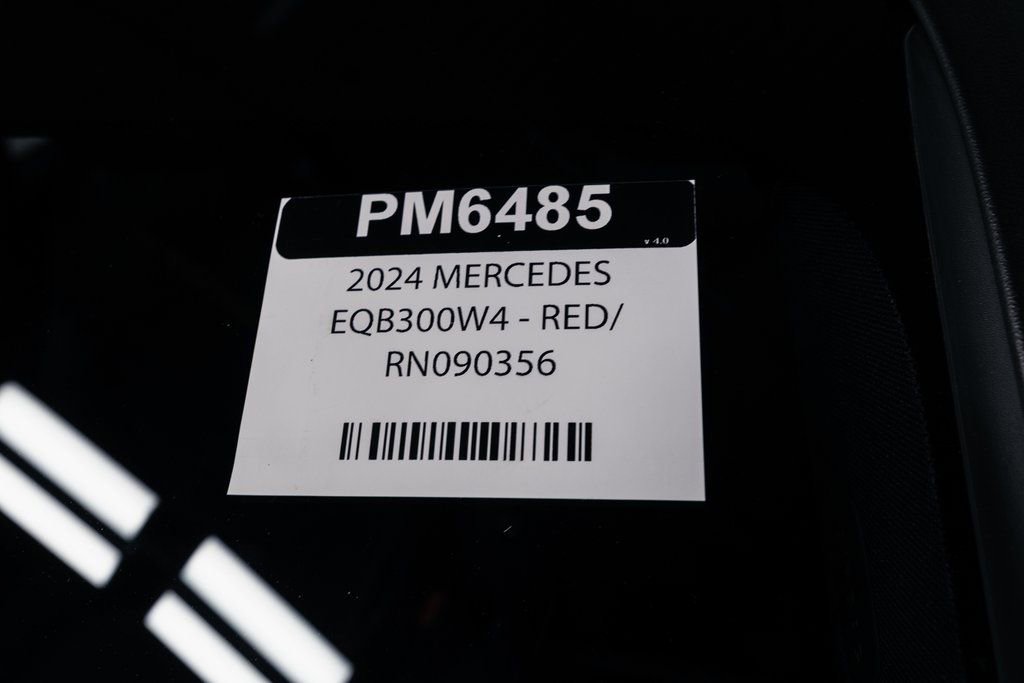 PM6485
v 4.0
2024 MERCEDES
EQB300W4 - RED/
RN090356